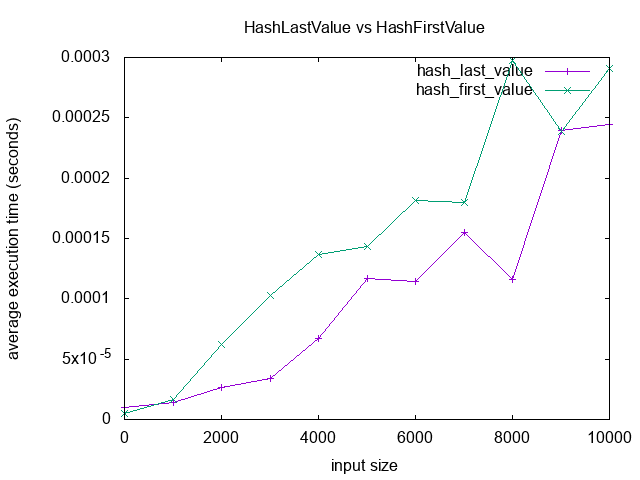 HashLastValue vs HashFirstValue
hash_last_value
hash_first_value
average execution time (seconds)
0.0003
0.00025
0.0002
0.00015
0.0001
5x10-5
0
0 2000 4000 6000 8000 10000
input size